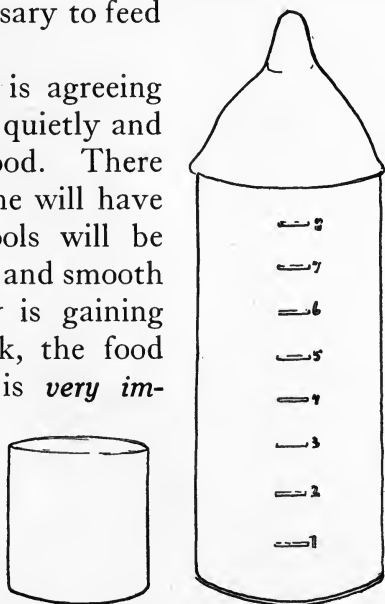 sary to feed
is agreeing
quietly and
ood. There
ne will have
ools will be
and smooth
is gaining
k, the food
is very im-
8
7
6
5
4
3
2
1